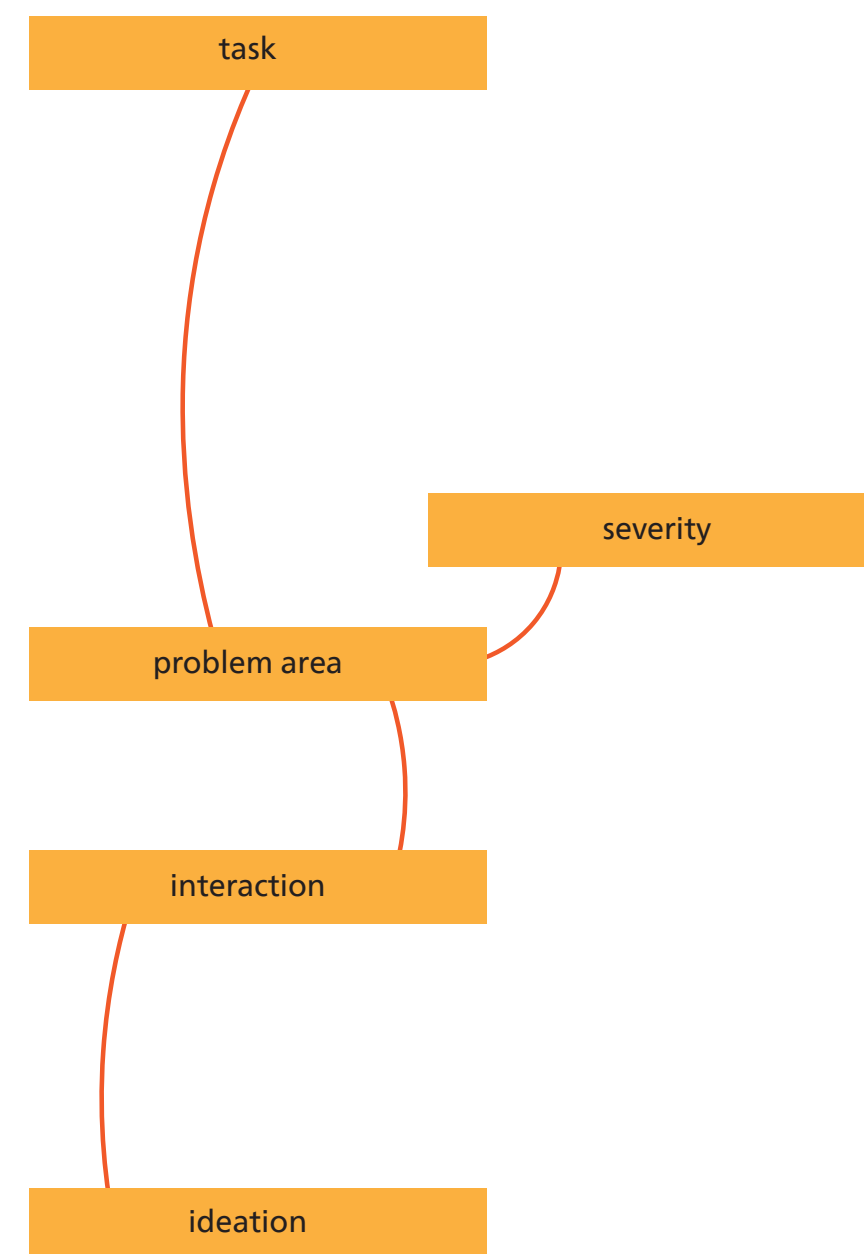 task
severity
problem area
interaction
ideation